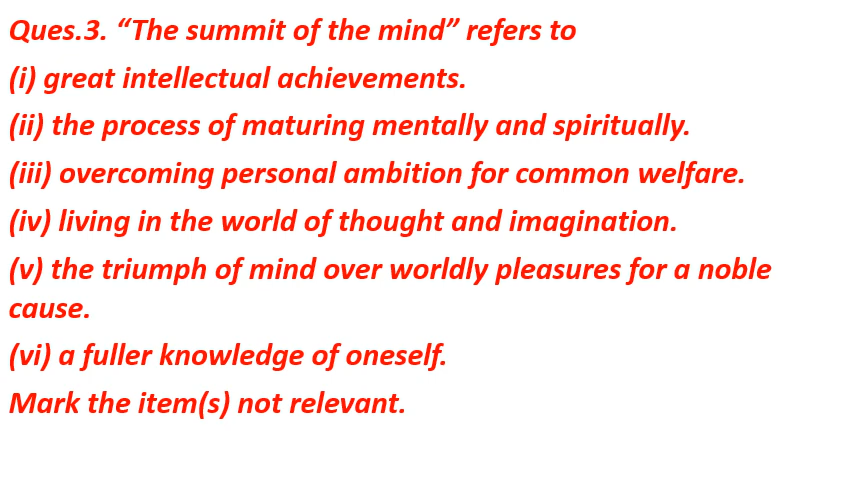 Ques.3. “The summit of the mind” refers to
(i) great intellectual achievements.
(ii) the process of maturing mentally and spiritually.
(iii) overcoming personal ambition for common welfare.
(iv) living in the world of thought and imagination.
(v) the triumph of mind over worldly pleasures for a noble
cause.
(vi) a fuller knowledge of oneself.
Mark the item(s) not relevant.